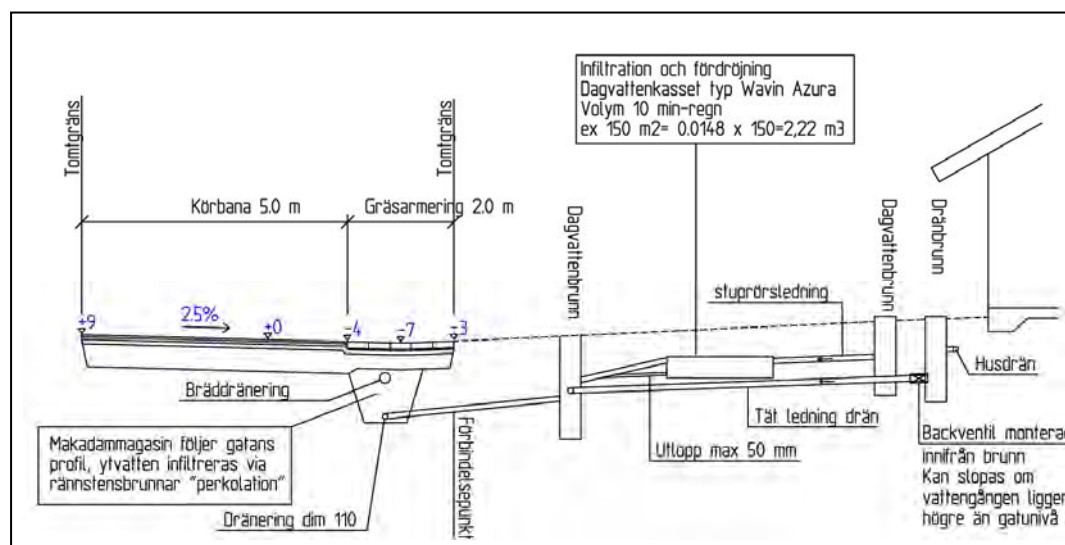 Infiltration och fördröjning
Dagvattenkasset typ Wavin Azura
Volym 10 min-regn
ex 150 m2= 0.0148 x 150=2,22 m3
Tomtgräns
Tomtgräns
Körbana 5.0 m
Gräsarmering 2.0 m
Dagvattenbrunn
Dagvattenbrunn
Dränbrunn
stuprörsledning
+9
2.5%
+0
-4
-7
-3
Husdrän
Bräddränering
Tät ledning drän
Utlopp max 50 mm
Makadammagasin följer gatans
profil, ytvatten infiltreras via
rännstensbrunnar "perkolation"
Dränering dim 110
Förbindelsepunkt
Backventil montera
innifrån brunn
Kan slopas om
vattengången ligger
högre än gatunivå